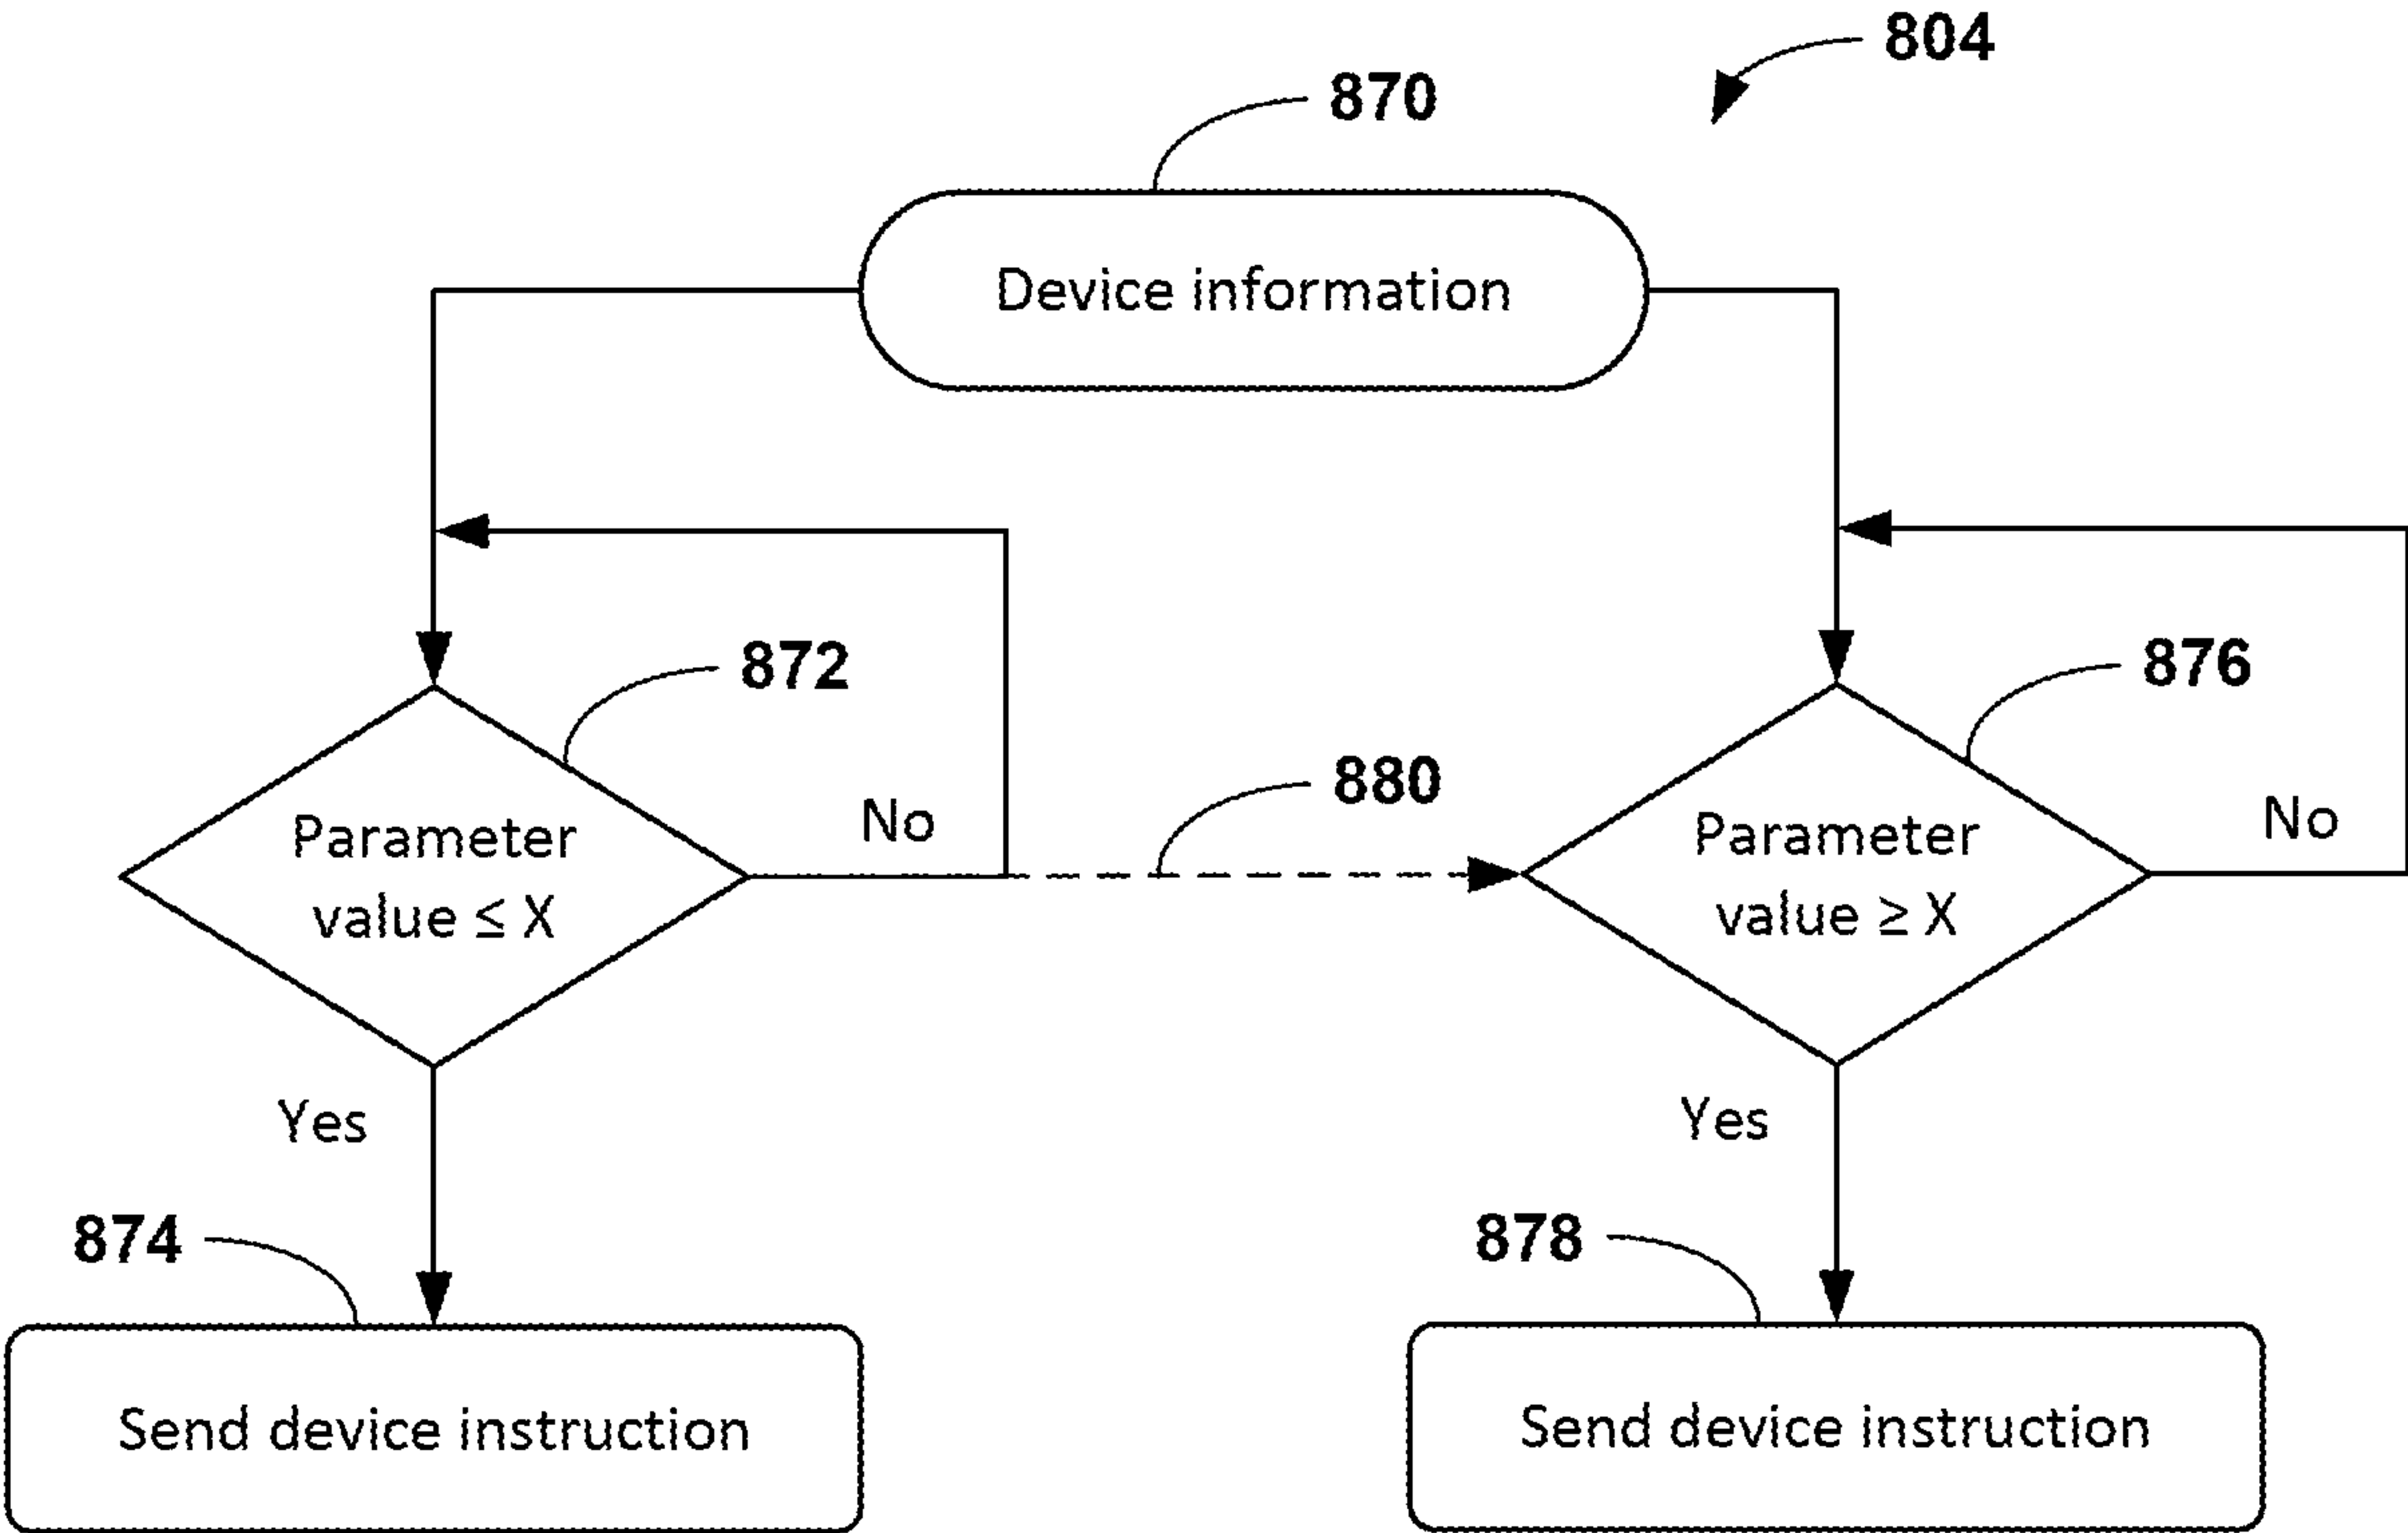 804
870
Device information
872
876
880
No
No
Parameter
value ≤ X
Parameter
value ≥ X
Yes
Yes
874
878
Send device instruction
Send device instruction